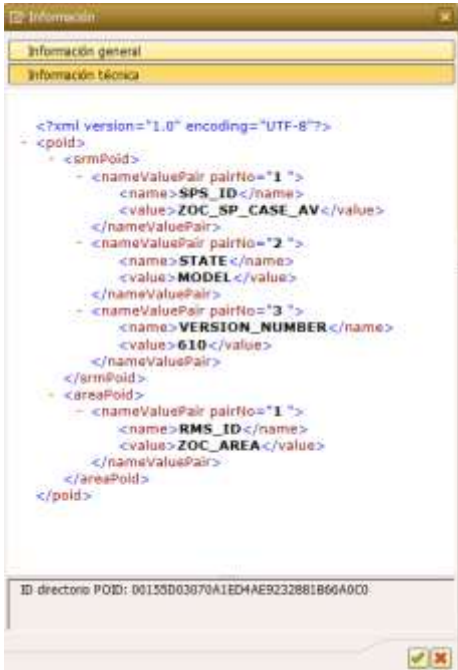 Información
Información general
Información técnica
<?xml version="1.0" encoding="UTF-8"?>
- <poid>
- <srmPoid>
- <nameValuePair pairNo="1 ">
<name>SPS_ID</name>
<value>ZOC_SP_CASE_AV</value>
</nameValuePair>
- <nameValuePair pairNo="2 ">
<name>STATE</name>
<value>MODEL</value>
</nameValuePair>
- <nameValuePair pairNo="3 ">
<name>VERSION_NUMBER</name>
<value>610</value>
</nameValuePair>
</srmPoid>
- <areaPoid>
- <nameValuePair pairNo="1 ">
<name>RMS_ID</name>
<value>ZOC_AREA</value>
</nameValuePair>
</areaPoid>
</poid>
ID directorio POID: 00155D03070A1ED4AE9232881B66A0C0